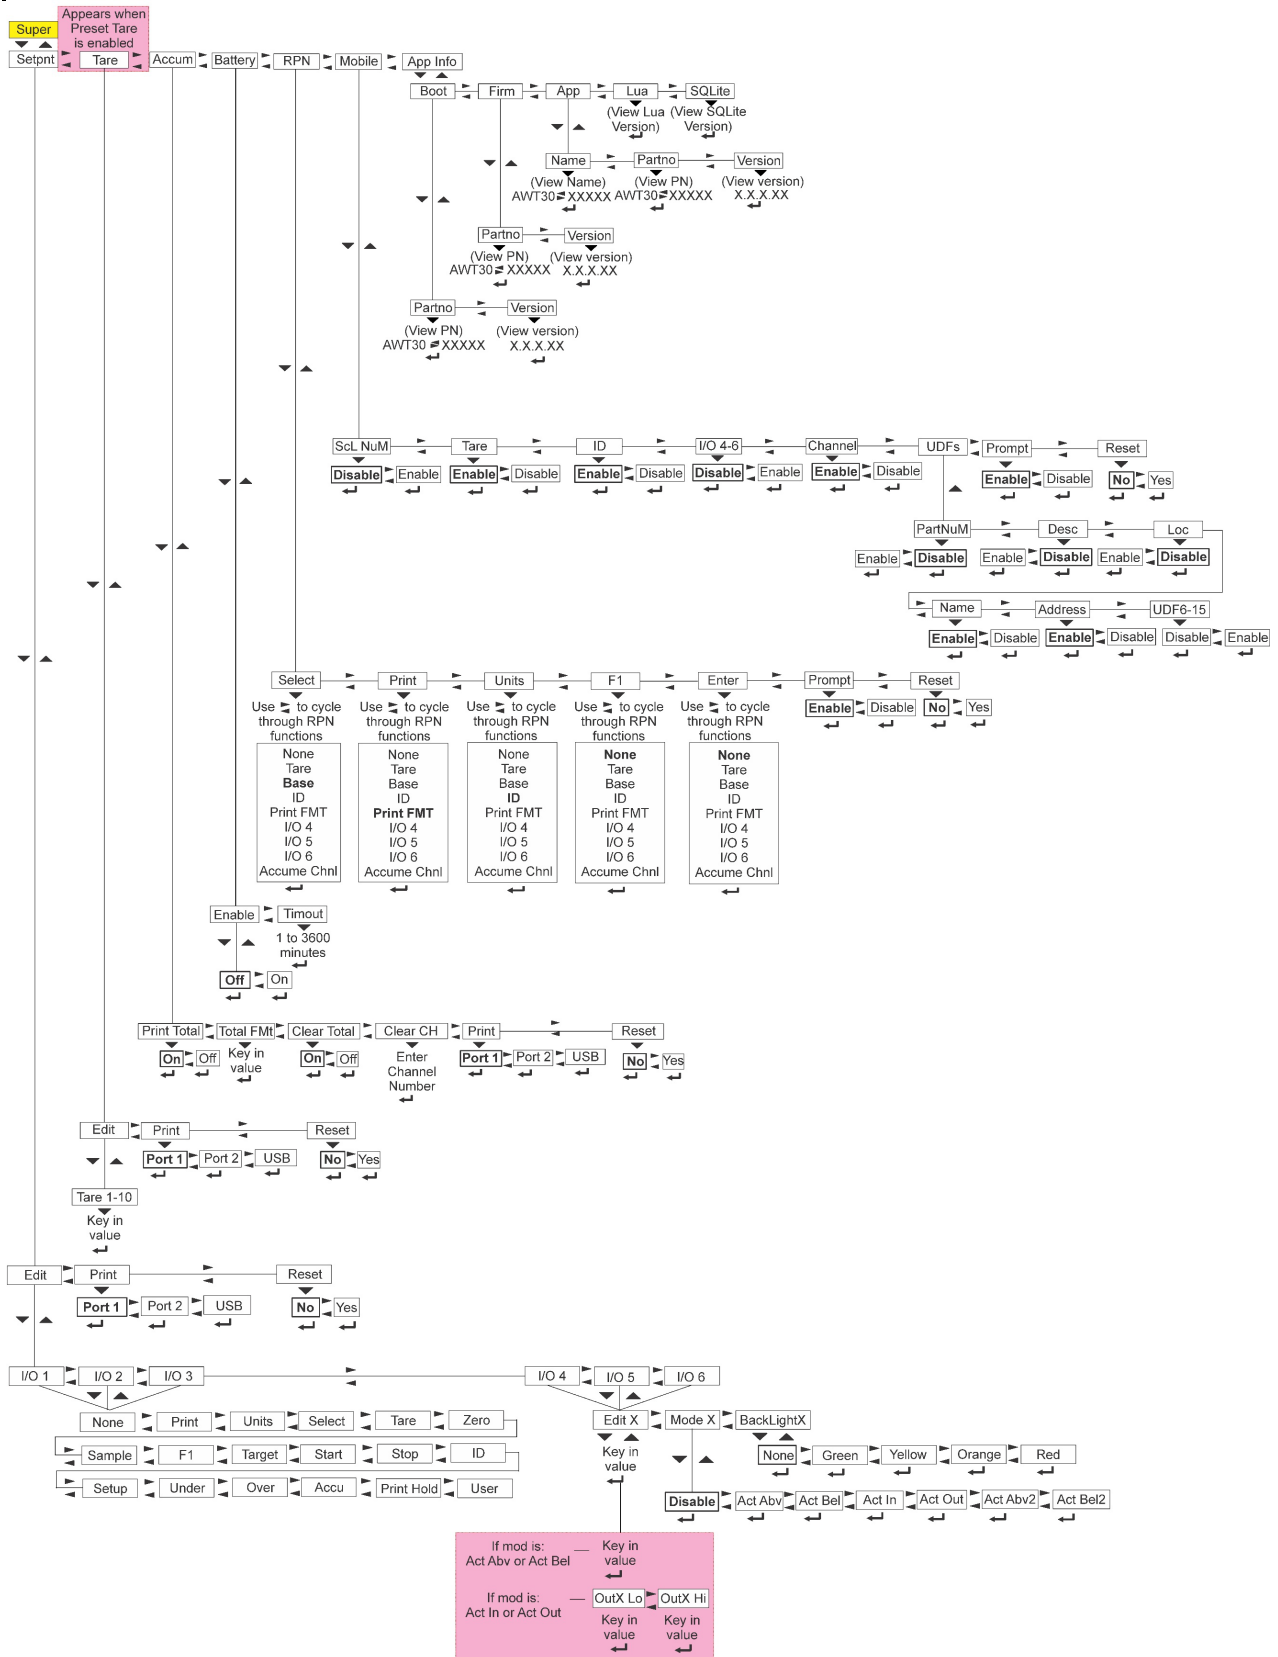 Appears when
Preset Tare
is enabled
Super
Setpnt
Tare
Accum
Battery
RPN
Mobile
App Info
Boot
Firm
App
Lua
SQLite
(View Lua
Version)
(View SQLite
Version)
Name
Partno
Version
(View Name)
AWT30 XXXXX
(View PN)
AWT30 XXXXX
(View version)
X.X.X.XX
Partno
Version
(View PN)
AWT30 XXXXX
(View version)
X.X.X.XX
Partno
Version
(View PN)
AWT30 XXXXX
(View version)
X.X.X.XX
ScL NuM
Tare
ID
I/O 4-6
Channel
UDFs
Prompt
Reset
Disable
Enable
Enable
Disable
Enable
Disable
Disable
Enable
Enable
Disable
Enable
Disable
No
Yes
PartNuM
Desc
Loc
Enable
Disable
Enable
Disable
Enable
Disable
Name
Address
UDF6-15
Enable
Disable
Enable
Disable
Disable
Enable
Select
Print
Units
F1
Enter
Prompt
Reset
Use to cycle
through RPN
functions
Use to cycle
through RPN
functions
Use to cycle
through RPN
functions
Use to cycle
through RPN
functions
Use to cycle
through RPN
functions
Enable
Disable
No
Yes
None
Tare
Base
ID
Print FMT
I/O 4
I/O 5
I/O 6
Accume Chnl
None
Tare
Base
ID
Print FMT
I/O 4
I/O 5
I/O 6
Accume Chnl
None
Tare
Base
ID
Print FMT
I/O 4
I/O 5
I/O 6
Accume Chnl
None
Tare
Base
ID
Print FMT
I/O 4
I/O 5
I/O 6
Accume Chnl
None
Tare
Base
ID
Print FMT
I/O 4
I/O 5
I/O 6
Accume Chnl
Enable
Timout
1 to 3600
minutes
Off
On
Print Total
Total FMt
Clear Total
Clear CH
Print
Reset
On
Off
Key in
value
On
Off
Enter
Channel
Number
Port 1
Port 2
USB
No
Yes
Edit
Print
Reset
Port 1
Port 2
USB
No
Yes
Tare 1-10
Key in
value
Edit
Print
Reset
Port 1
Port 2
USB
No
Yes
I/O 1
I/O 2
I/O 3
I/O 4
I/O 5
I/O 6
None
Print
Units
Select
Tare
Zero
Sample
F1
Target
Start
Stop
ID
Setup
Under
Over
Accu
Print Hold
User
Edit X
Mode X
BackLightX
Key in
value
None
Green
Yellow
Orange
Red
Disable
Act Abv
Act Bel
Act In
Act Out
Act Abv2
Act Bel2
If mod is:
Act Abv or Act Bel
Key in
value
If mod is:
Act In or Act Out
OutX Lo
OutX Hi
Key in
value
Key in
value